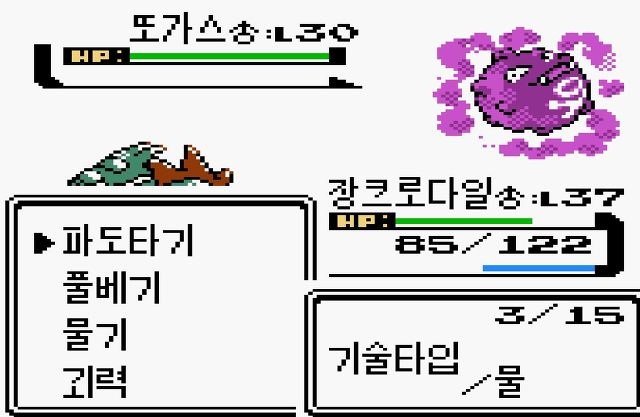 또가스♂:L30
HP:
장크로다일♂:L37
HP:
85/122
▶파도타기
풀베기
물기
괴력
3/15
기술타입
/물